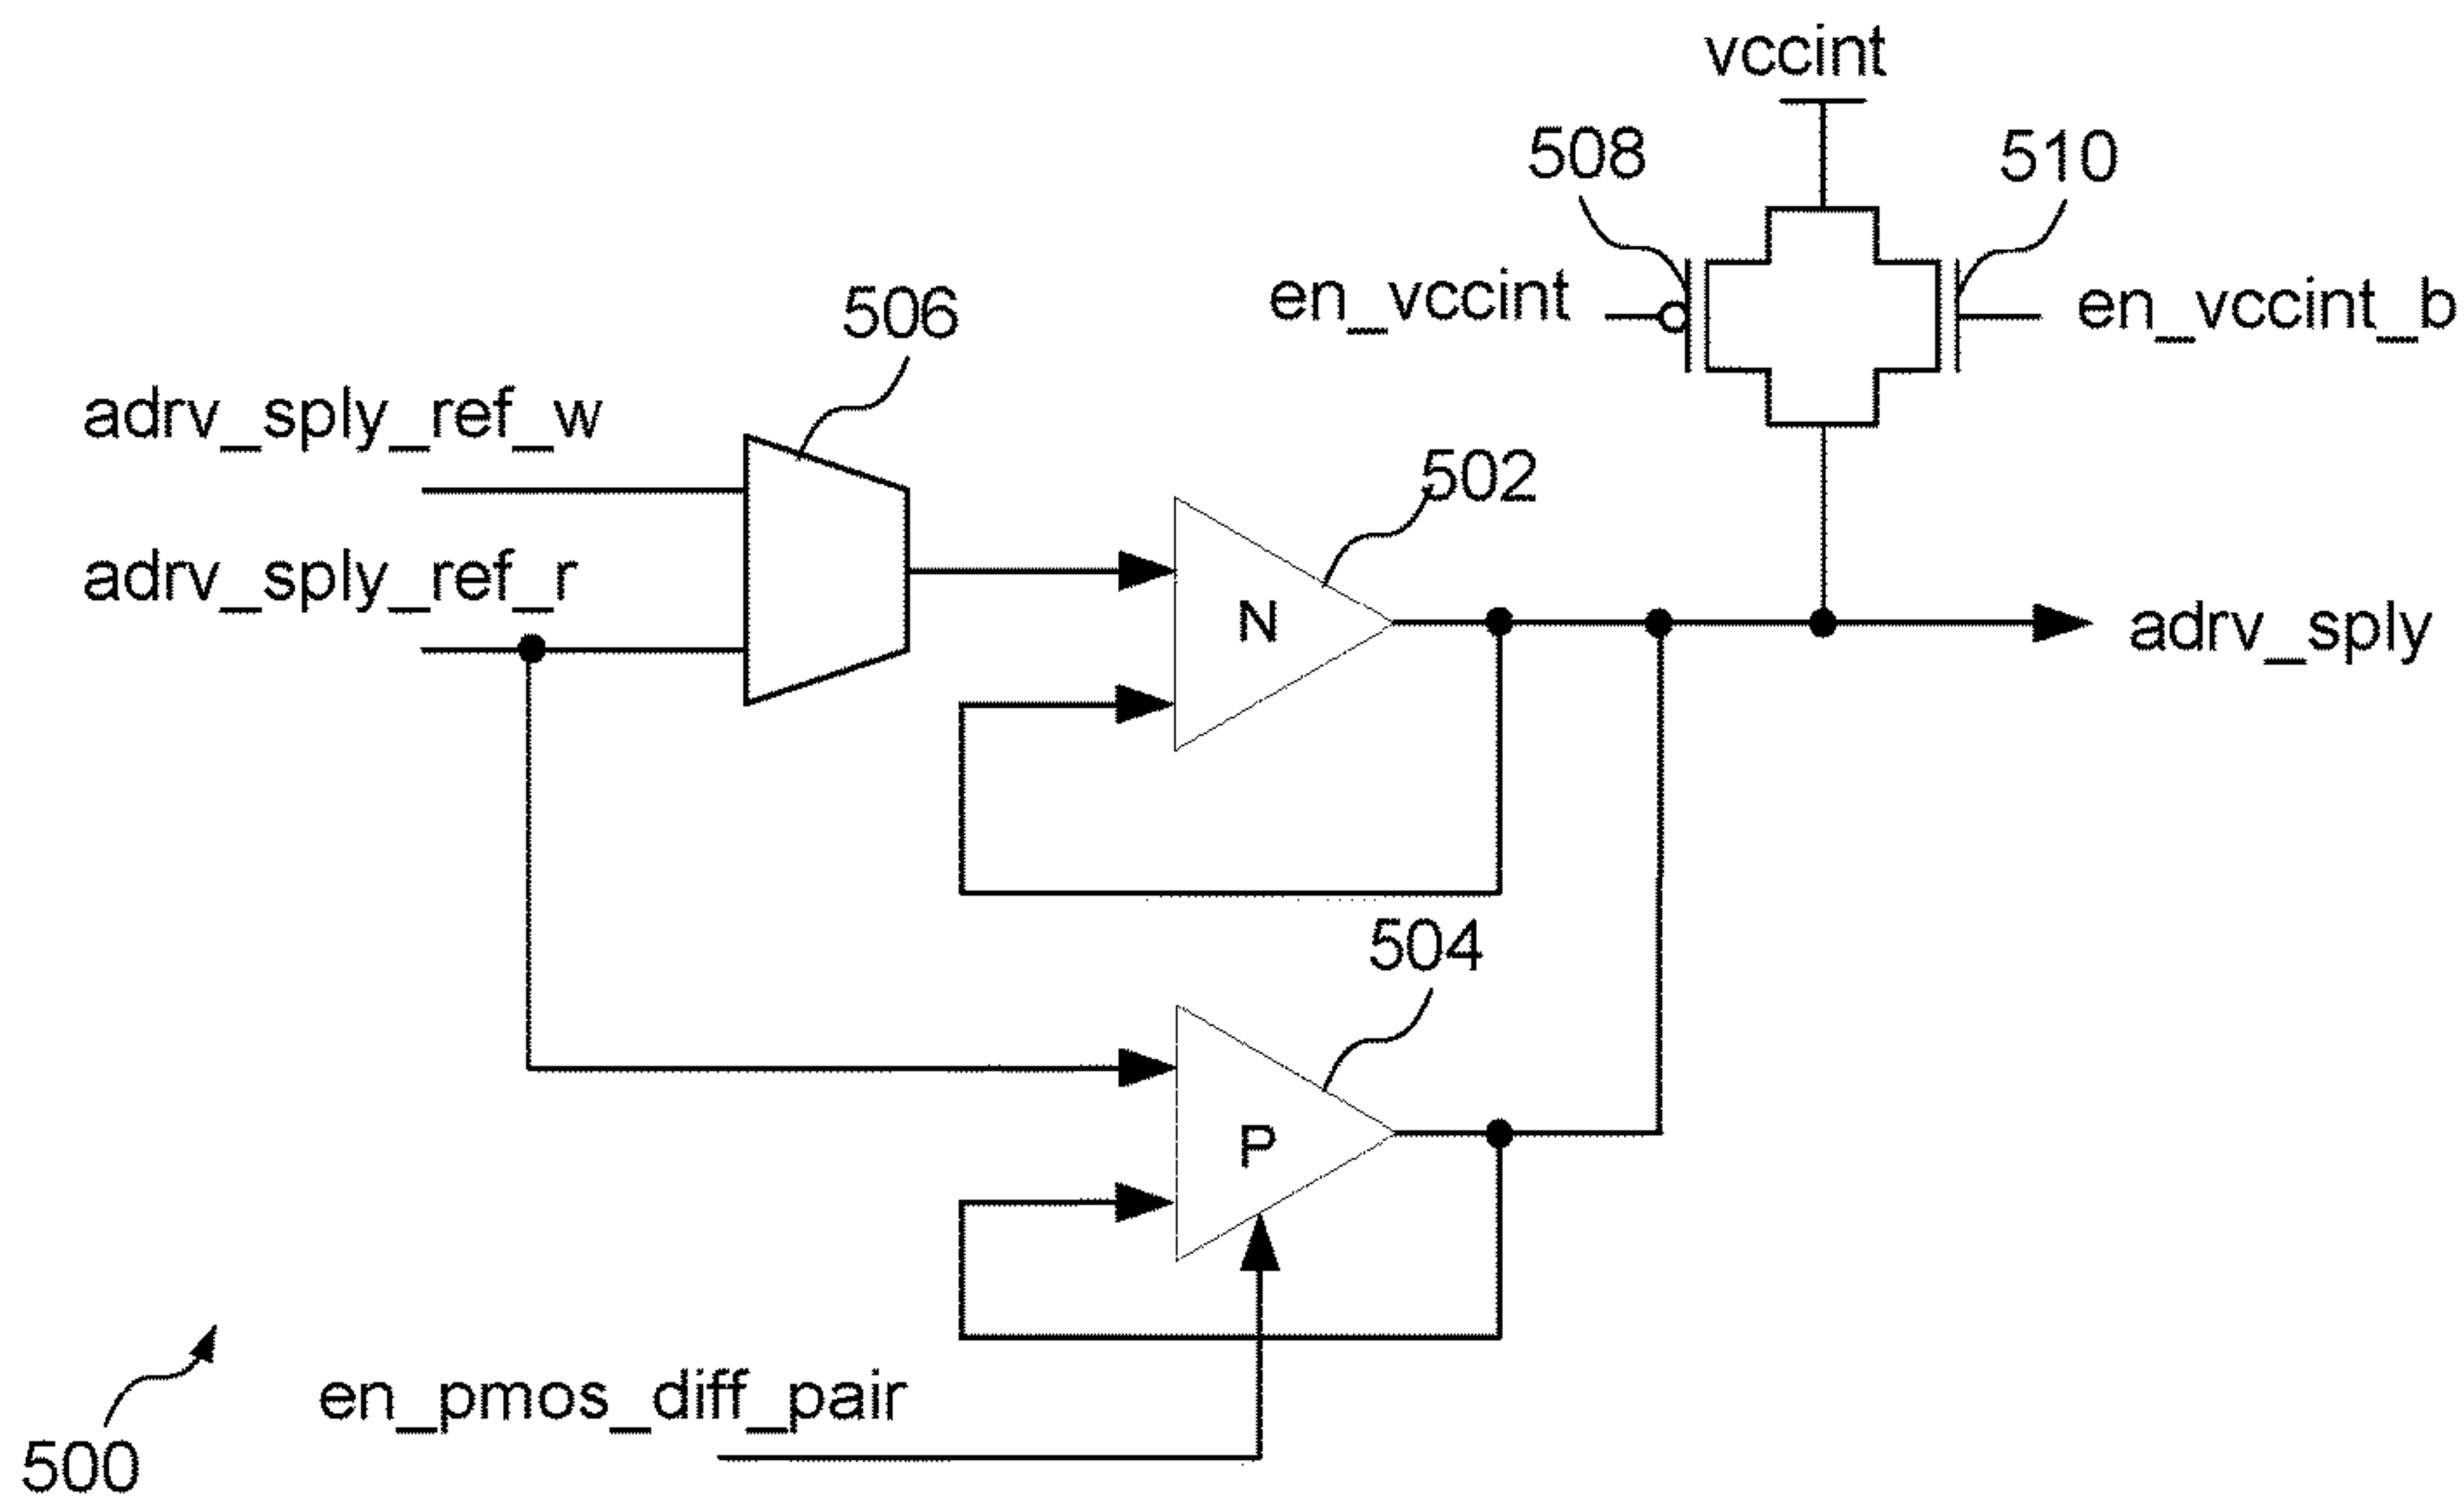 vccint
508
510
en_vccint
en_vccint_b
506
adrv_sply_ref_w
502
adrv_sply_ref_r
N
adrv_sply
504
P
en_pmos_diff_pair
500